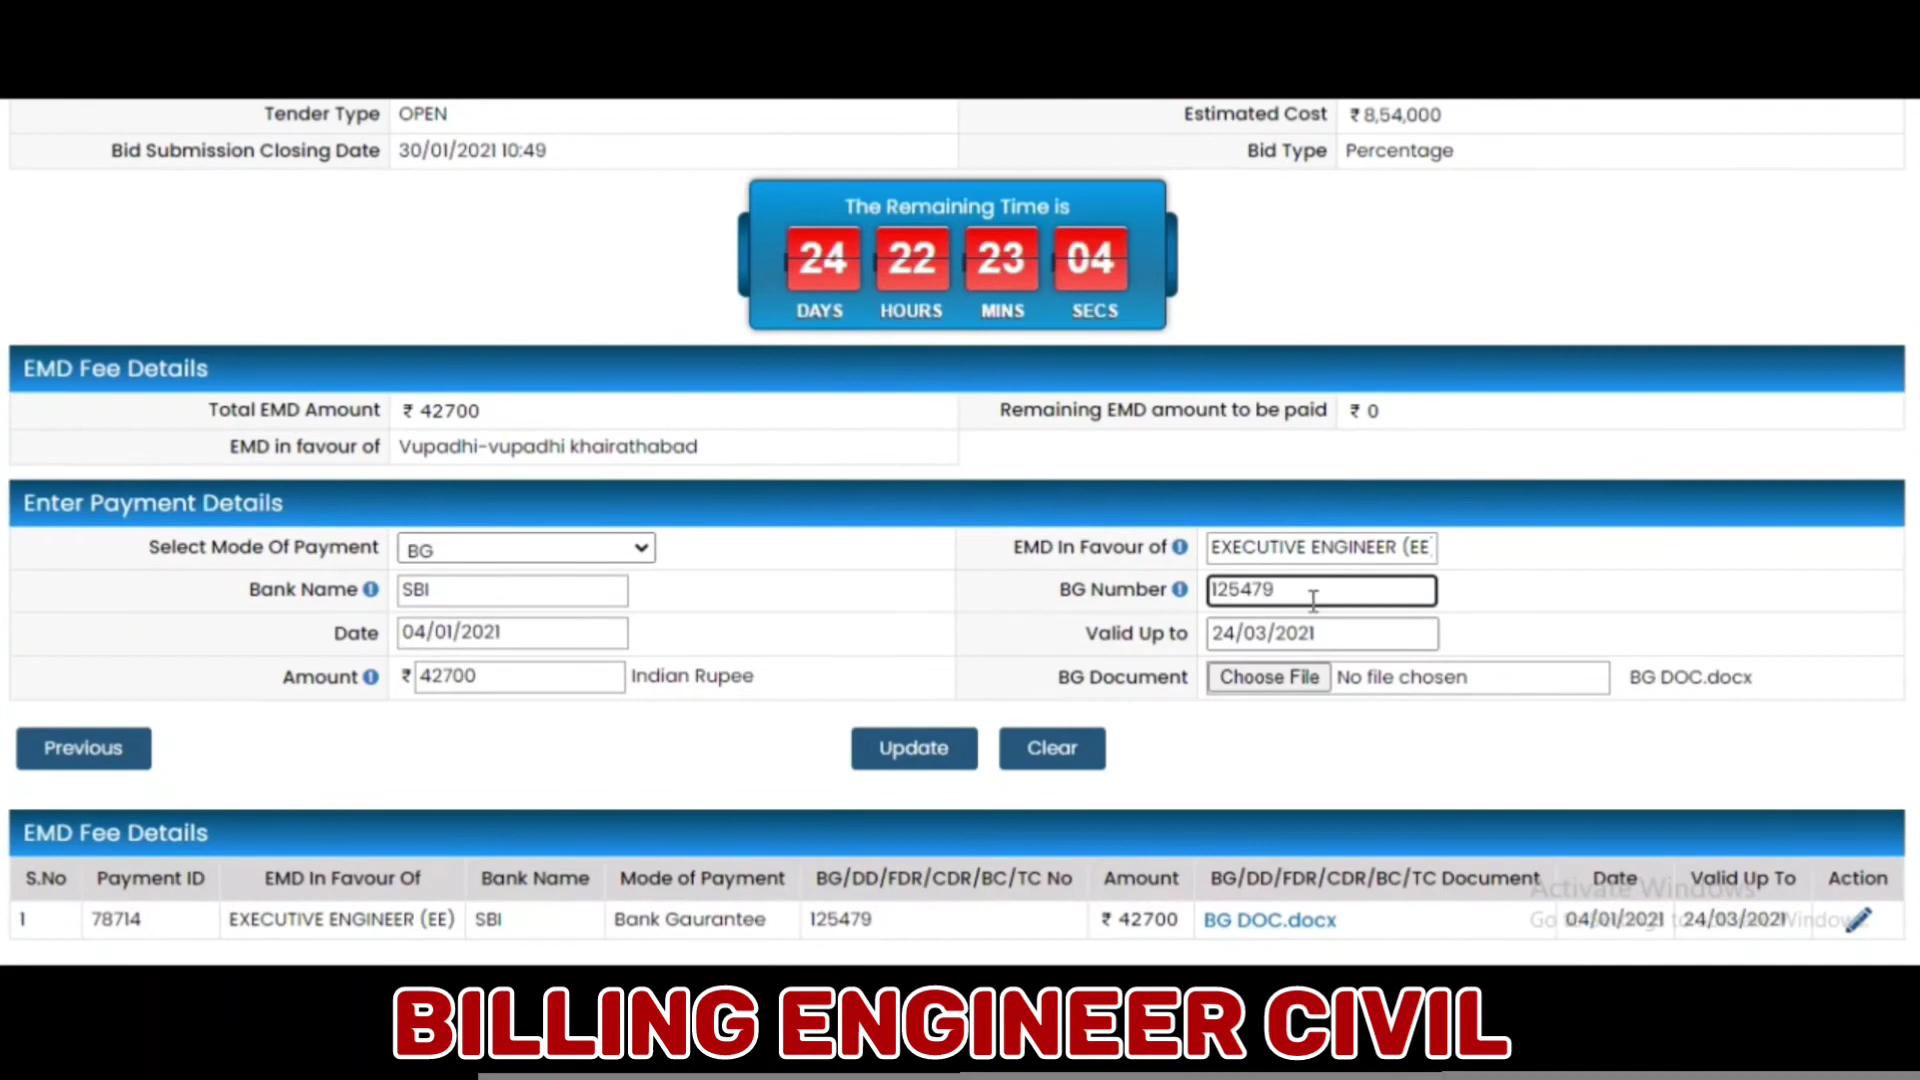 Tender Type OPEN Estimated Cost ₹ 8,54,000
Bid Submission Closing Date 30/01/2021 10:49 Bid Type Percentage
The Remaining Time is
24 22 23 04
DAYS HOURS MINS SECS
EMD Fee Details
Total EMD Amount ₹ 42700 Remaining EMD amount to be paid ₹ 0
EMD in favour of Vupadhi-vupadhi khairathabad
Enter Payment Details
Select Mode Of Payment BG EMD In Favour of EXECUTIVE ENGINEER (EE)
Bank Name SBI BG Number 125479
Date 04/01/2021 Valid Up to 24/03/2021
Amount ₹ 42700 Indian Rupee BG Document Choose File No file chosen BG DOC.docx
Previous Update Clear
EMD Fee Details
S.No Payment ID EMD In Favour Of Bank Name Mode of Payment BG/DD/FDR/CDR/BC/TC No Amount BG/DD/FDR/CDR/BC/TC Document Date Valid Up To Action
Activate Windows
1 78714 EXECUTIVE ENGINEER (EE) SBI Bank Gaurantee 125479 ₹ 42700 BG DOC.docx 04/01/2021 24/03/2021
BILLING ENGINEER CIVIL